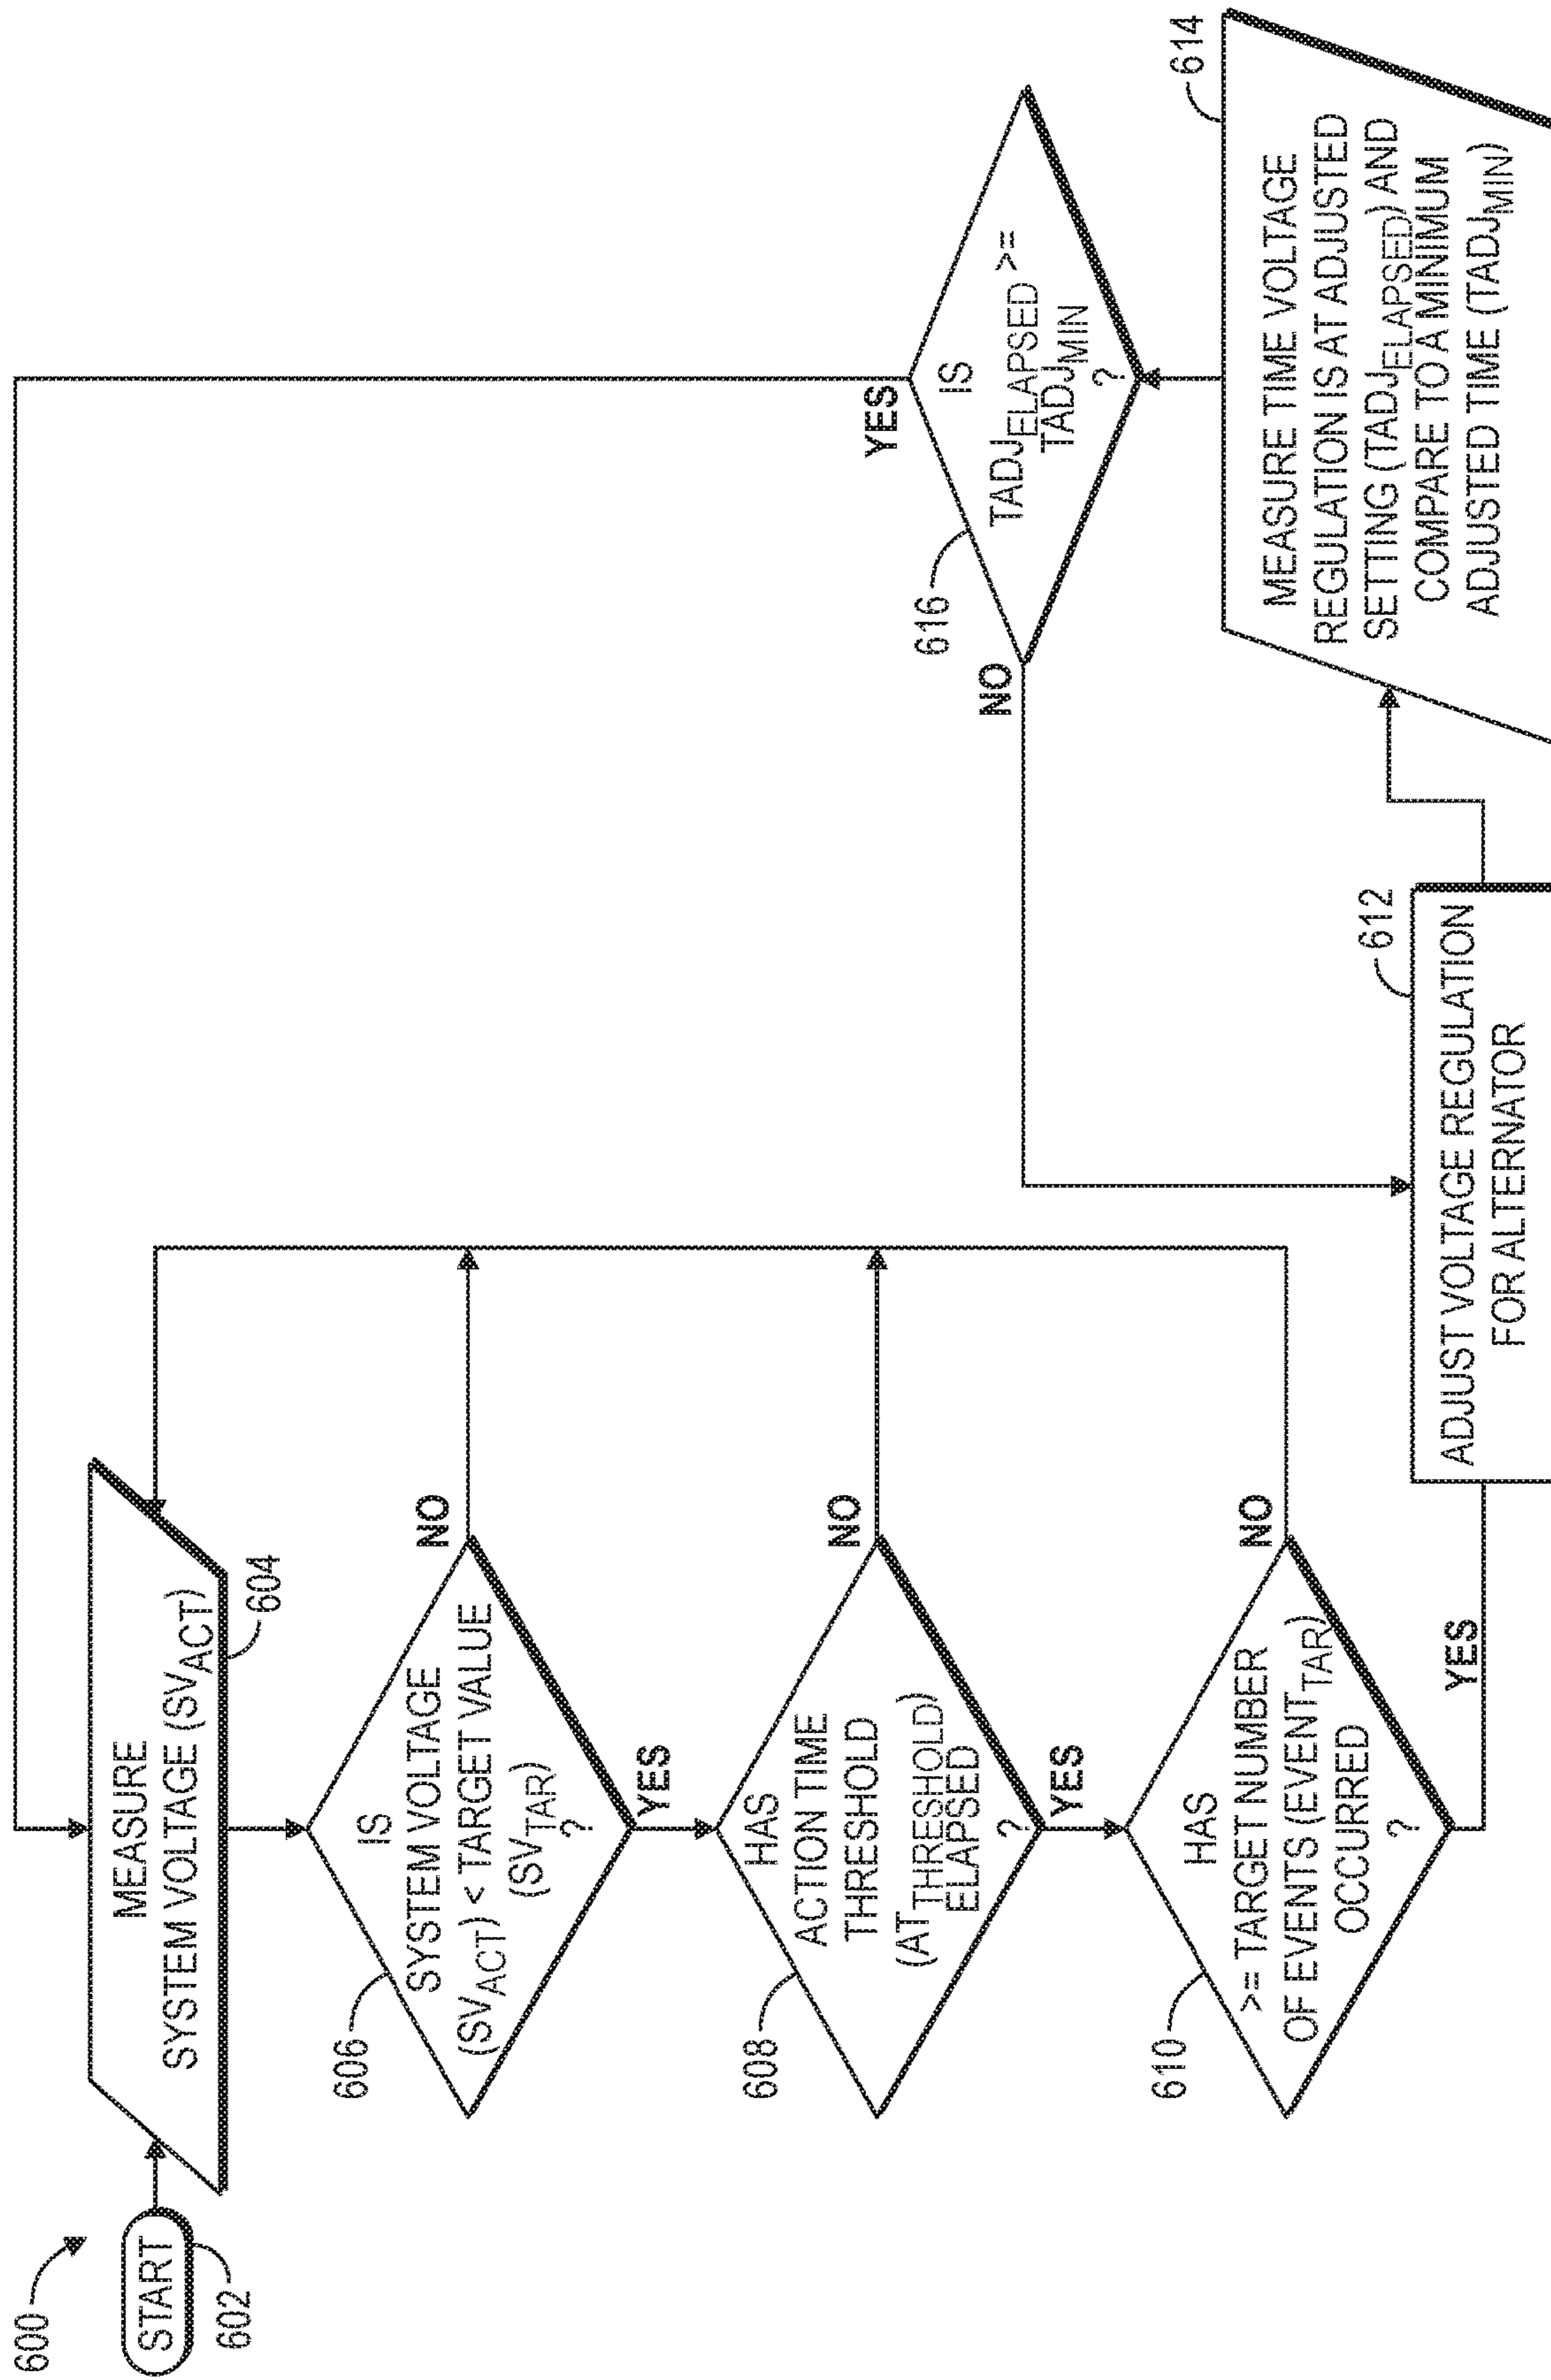 600
START
602
MEASURE
SYSTEM VOLTAGE (SVACT)
604
IS
SYSTEM VOLTAGE
(SVACT) < TARGET VALUE
(SVTAR)
?
606
NO
YES
HAS
ACTION TIME
THRESHOLD
(ATTHRESHOLD)
ELAPSED
?
608
NO
YES
HAS
>= TARGET NUMBER
OF EVENTS (EVENTTAR)
OCCURRED
?
610
NO
YES
ADJUST VOLTAGE REGULATION
FOR ALTERNATOR
612
MEASURE TIME VOLTAGE
REGULATION IS AT ADJUSTED
SETTING (TADJELAPSED) AND
COMPARE TO A MINIMUM
ADJUSTED TIME (TADJMIN)
614
IS
TADJELAPSED >=
TADJMIN
?
616
NO
YES